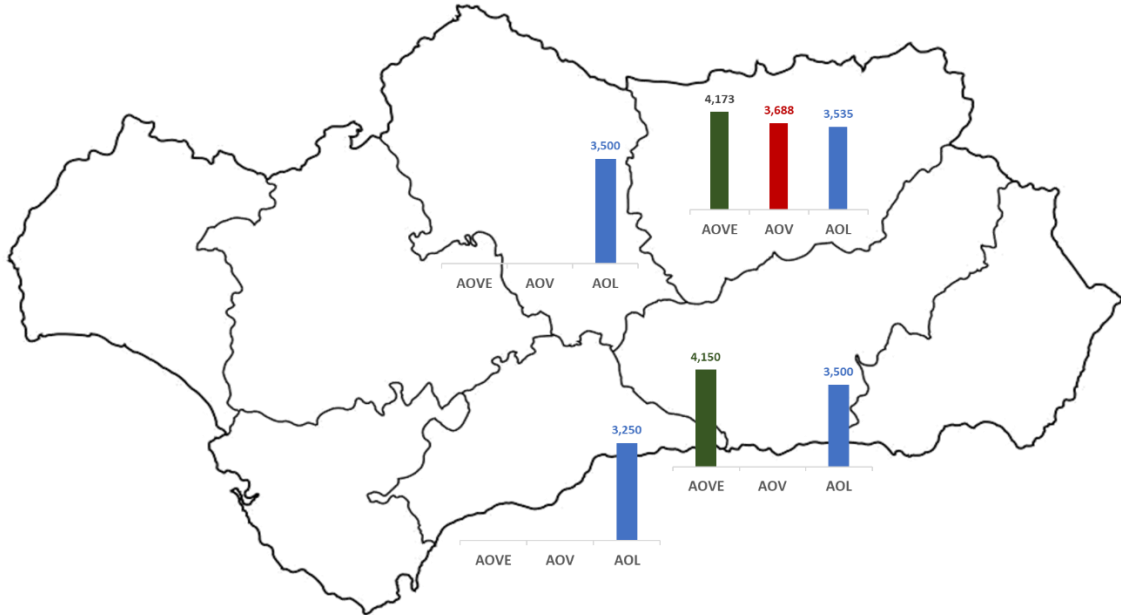 4,173
3,688
3,535
AOVE AOV AOL
3,500
AOVE AOV AOL
4,150
3,500
AOVE AOV AOL
3,250
AOVE AOV AOL